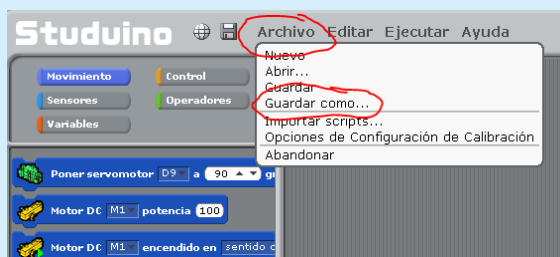 Studuino
Archivo Editar Ejecutar Ayuda
Nuevo
Abrir...
Guardar
Guardar como...
Importar scripts...
Opciones de Configuración de Calibración
Abandonar
Movimiento Control
Sensores Operadores
Variables
Poner servomotor D9 a 90
Motor DC M1 potencia 100
Motor DC M1 encendido en sentido